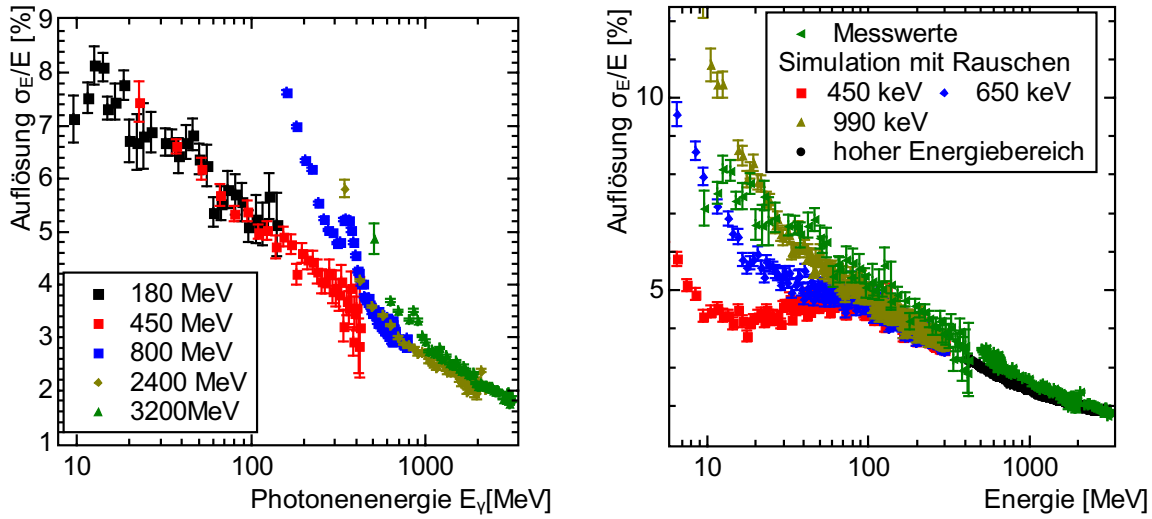 Auflösung σE/E [%]
9
8
7
6
5
4
3
2
1
180 MeV
450 MeV
800 MeV
2400 MeV
3200MeV
10
100
1000
Photonenenergie Eγ[MeV]
Auflösung σE/E [%]
10
5
Messwerte
Simulation mit Rauschen
450 keV 650 keV
990 keV
hoher Energiebereich
10
100
1000
Energie [MeV]